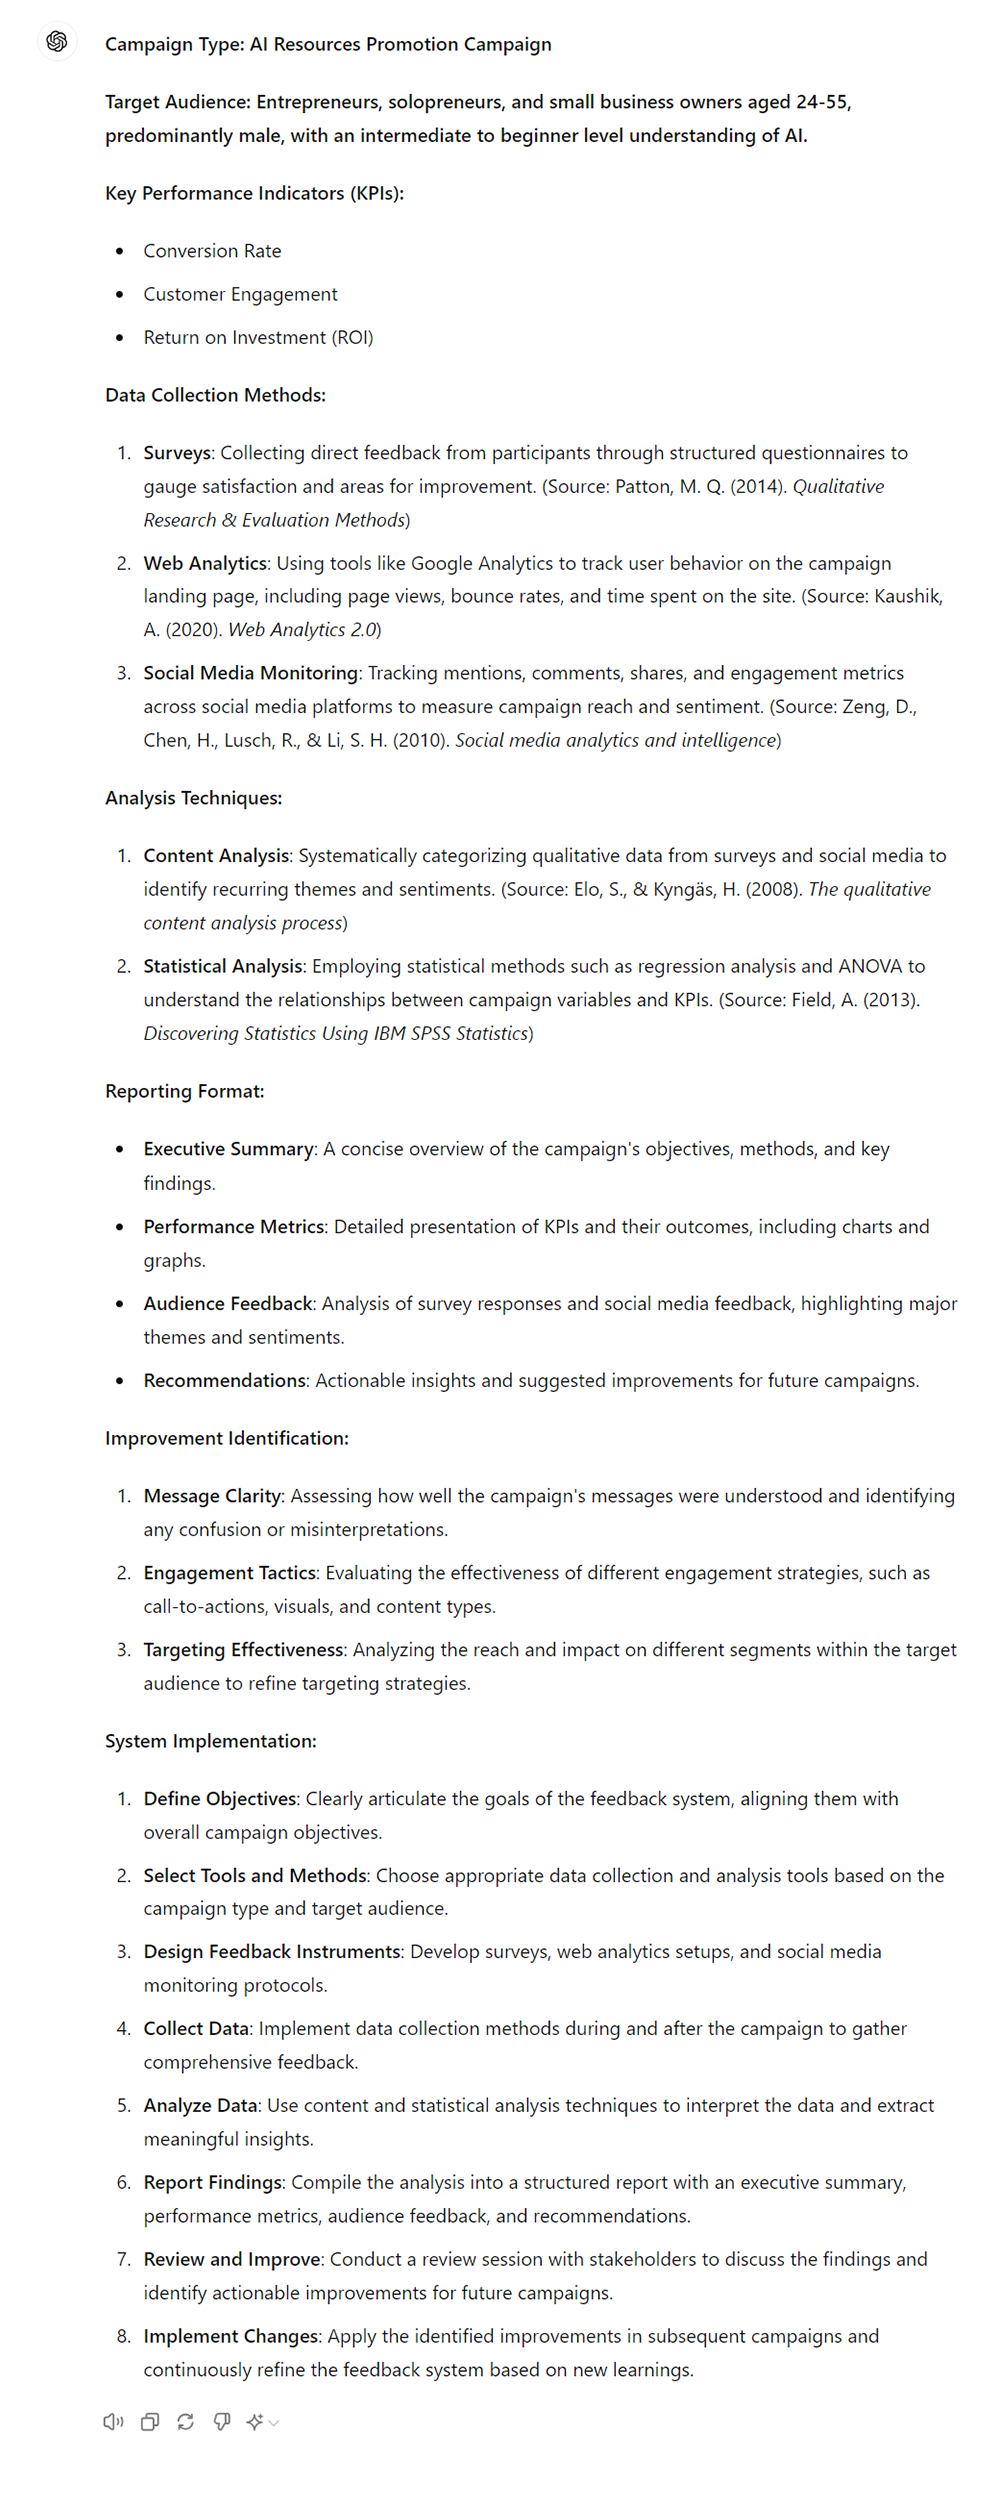 Campaign Type: AI Resources Promotion Campaign
Target Audience: Entrepreneurs, solopreneurs, and small business owners aged 24-55,
predominantly male, with an intermediate to beginner level understanding of AI.
Key Performance Indicators (KPIs):
• Conversion Rate
• Customer Engagement
• Return on Investment (ROI)
Data Collection Methods:
1. Surveys: Collecting direct feedback from participants through structured questionnaires to
gauge satisfaction and areas for improvement. (Source: Patton, M. Q. (2014). Qualitative
Research & Evaluation Methods)
2. Web Analytics: Using tools like Google Analytics to track user behavior on the campaign
landing page, including page views, bounce rates, and time spent on the site. (Source: Kaushik,
A. (2020). Web Analytics 2.0)
3. Social Media Monitoring: Tracking mentions, comments, shares, and engagement metrics
across social media platforms to measure campaign reach and sentiment. (Source: Zeng, D.,
Chen, H., Lusch, R., & Li, S. H. (2010). Social media analytics and intelligence)
Analysis Techniques:
1. Content Analysis: Systematically categorizing qualitative data from surveys and social media to
identify recurring themes and sentiments. (Source: Elo, S., & Kyngäs, H. (2008). The qualitative
content analysis process)
2. Statistical Analysis: Employing statistical methods such as regression analysis and ANOVA to
understand the relationships between campaign variables and KPIs. (Source: Field, A. (2013).
Discovering Statistics Using IBM SPSS Statistics)
Reporting Format:
• Executive Summary: A concise overview of the campaign's objectives, methods, and key
findings.
• Performance Metrics: Detailed presentation of KPIs and their outcomes, including charts and
graphs.
• Audience Feedback: Analysis of survey responses and social media feedback, highlighting major
themes and sentiments.
• Recommendations: Actionable insights and suggested improvements for future campaigns.
Improvement Identification:
1. Message Clarity: Assessing how well the campaign's messages were understood and identifying
any confusion or misinterpretations.
2. Engagement Tactics: Evaluating the effectiveness of different engagement strategies, such as
call-to-actions, visuals, and content types.
3. Targeting Effectiveness: Analyzing the reach and impact on different segments within the target
audience to refine targeting strategies.
System Implementation:
1. Define Objectives: Clearly articulate the goals of the feedback system, aligning them with
overall campaign objectives.
2. Select Tools and Methods: Choose appropriate data collection and analysis tools based on the
campaign type and target audience.
3. Design Feedback Instruments: Develop surveys, web analytics setups, and social media
monitoring protocols.
4. Collect Data: Implement data collection methods during and after the campaign to gather
comprehensive feedback.
5. Analyze Data: Use content and statistical analysis techniques to interpret the data and extract
meaningful insights.
6. Report Findings: Compile the analysis into a structured report with an executive summary,
performance metrics, audience feedback, and recommendations.
7. Review and Improve: Conduct a review session with stakeholders to discuss the findings and
identify actionable improvements for future campaigns.
8. Implement Changes: Apply the identified improvements in subsequent campaigns and
continuously refine the feedback system based on new learnings.